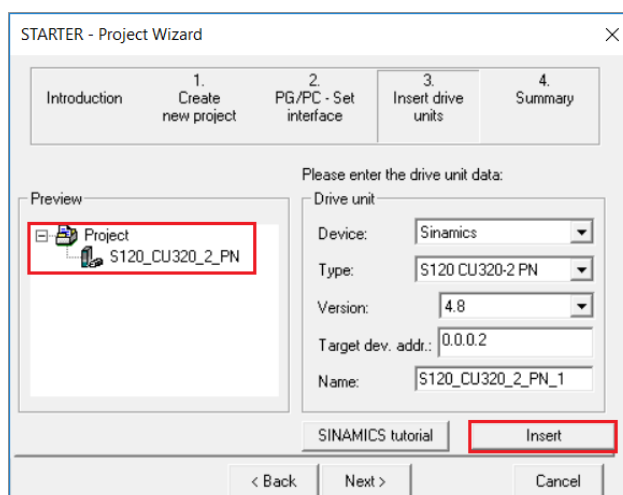 STARTER - Project Wizard
Introduction
1.
Create
new project
2.
PG/PC - Set
interface
3.
Insert drive
units
4.
Summary
Please enter the drive unit data:
Preview
Project
S120_CU320_2_PN
Drive unit
Device: Sinamics
Type: S120 CU320-2 PN
Version: 4.8
Target dev. addr.: 0.0.0.2
Name: S120_CU320_2_PN_1
SINAMICS tutorial
Insert
< Back
Next >
Cancel